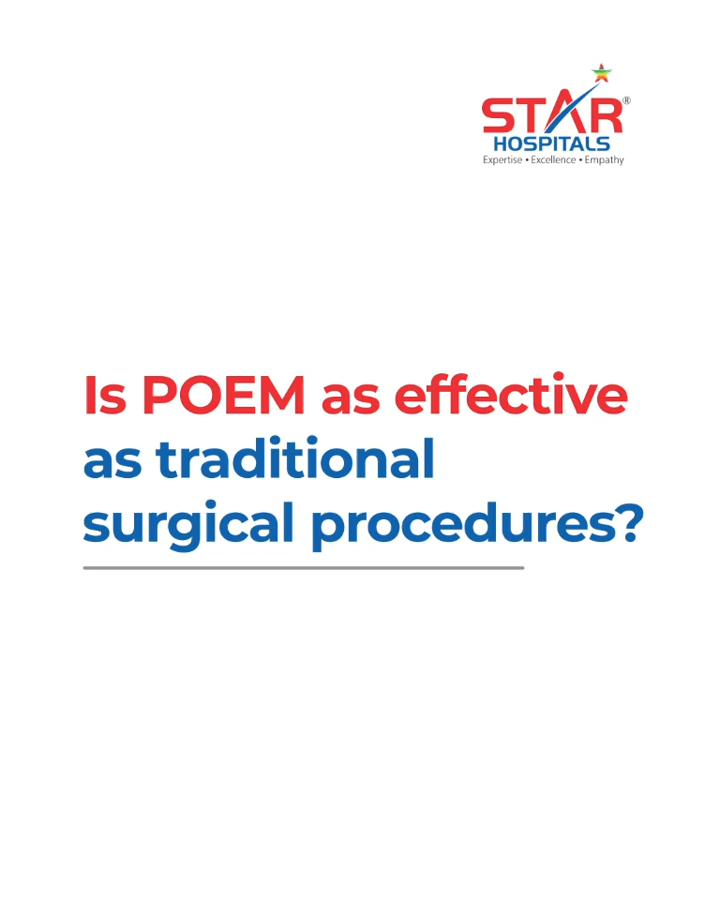 STAR®
HOSPITALS
Expertise • Excellence • Empathy
Is POEM as effective
as traditional
surgical procedures?